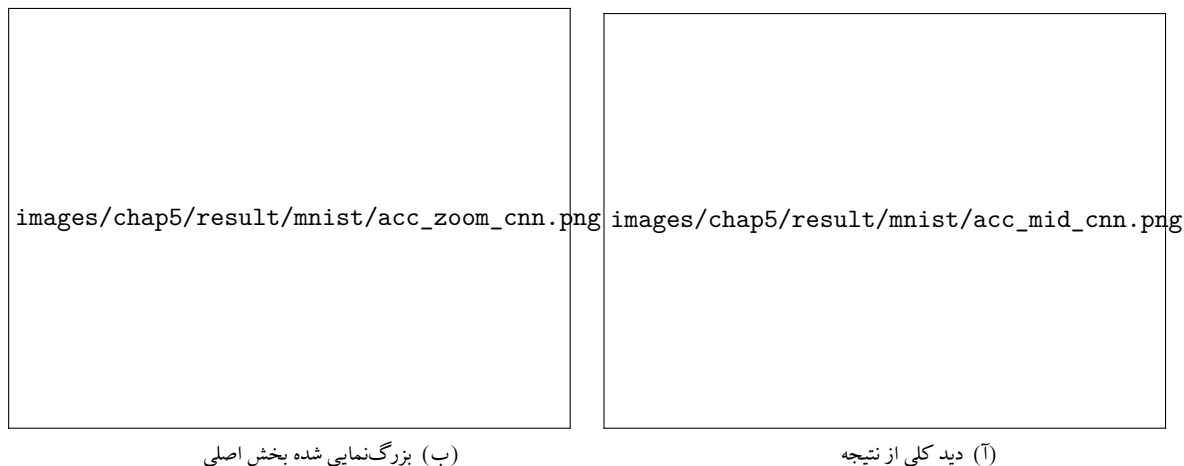 images/chap5/result/mnist/acc_mid_cnn.png
images/chap5/result/mnist/acc_zoom_cnn.png
(آ) دید کلی از نتیجه
(ب) بزرگ‌نمایی شده بخش اصلی